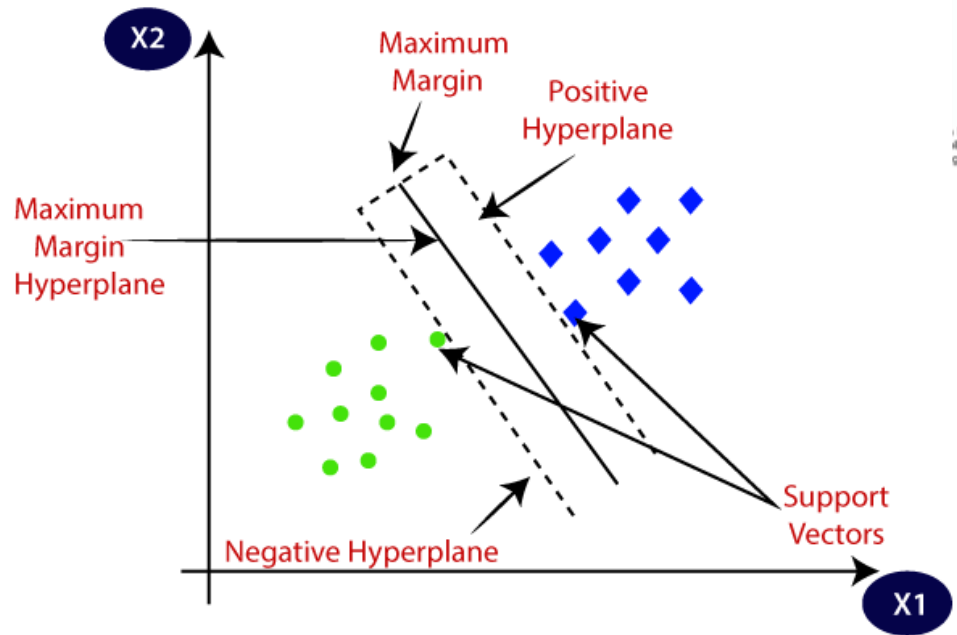 X2
Maximum
Margin
Positive
Hyperplane
Maximum
Margin
Hyperplane
Negative Hyperplane
Support
Vectors
X1